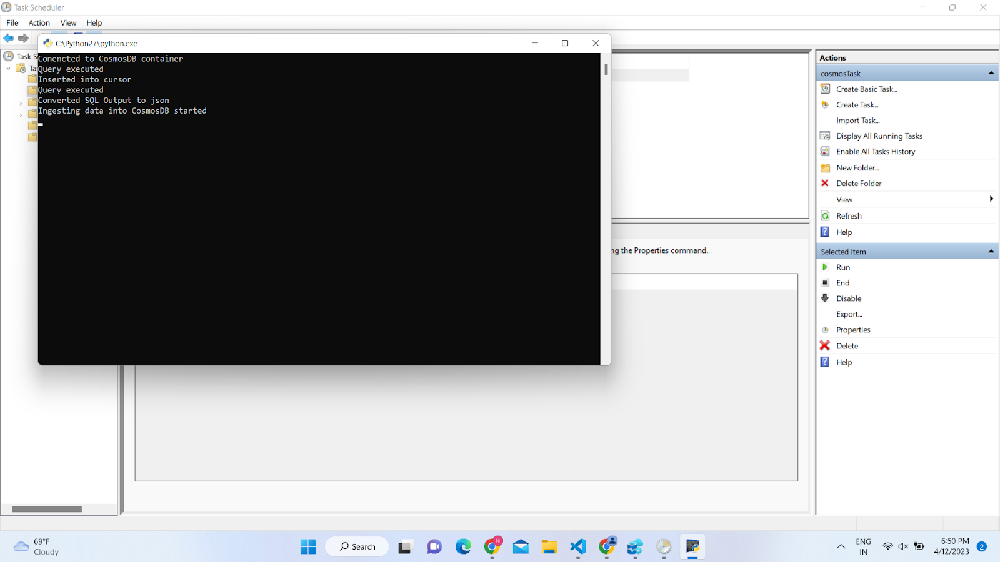 Task Scheduler
File Action View Help
C:\Python27\python.exe
Conencted to CosmosDB container
Query executed
Inserted into cursor
Query executed
Converted SQL Output to json
Ingesting data into CosmosDB started
Task S
Tas
ng the Properties command.
Actions
cosmosTask
Create Basic Task...
Create Task...
Import Task...
Display All Running Tasks
Enable All Tasks History
New Folder...
Delete Folder
View
Refresh
Help
Selected Item
Run
End
Disable
Export...
Properties
Delete
Help
69°F
Cloudy
Search
N
ENG
IN
6:50 PM
4/12/2023
2